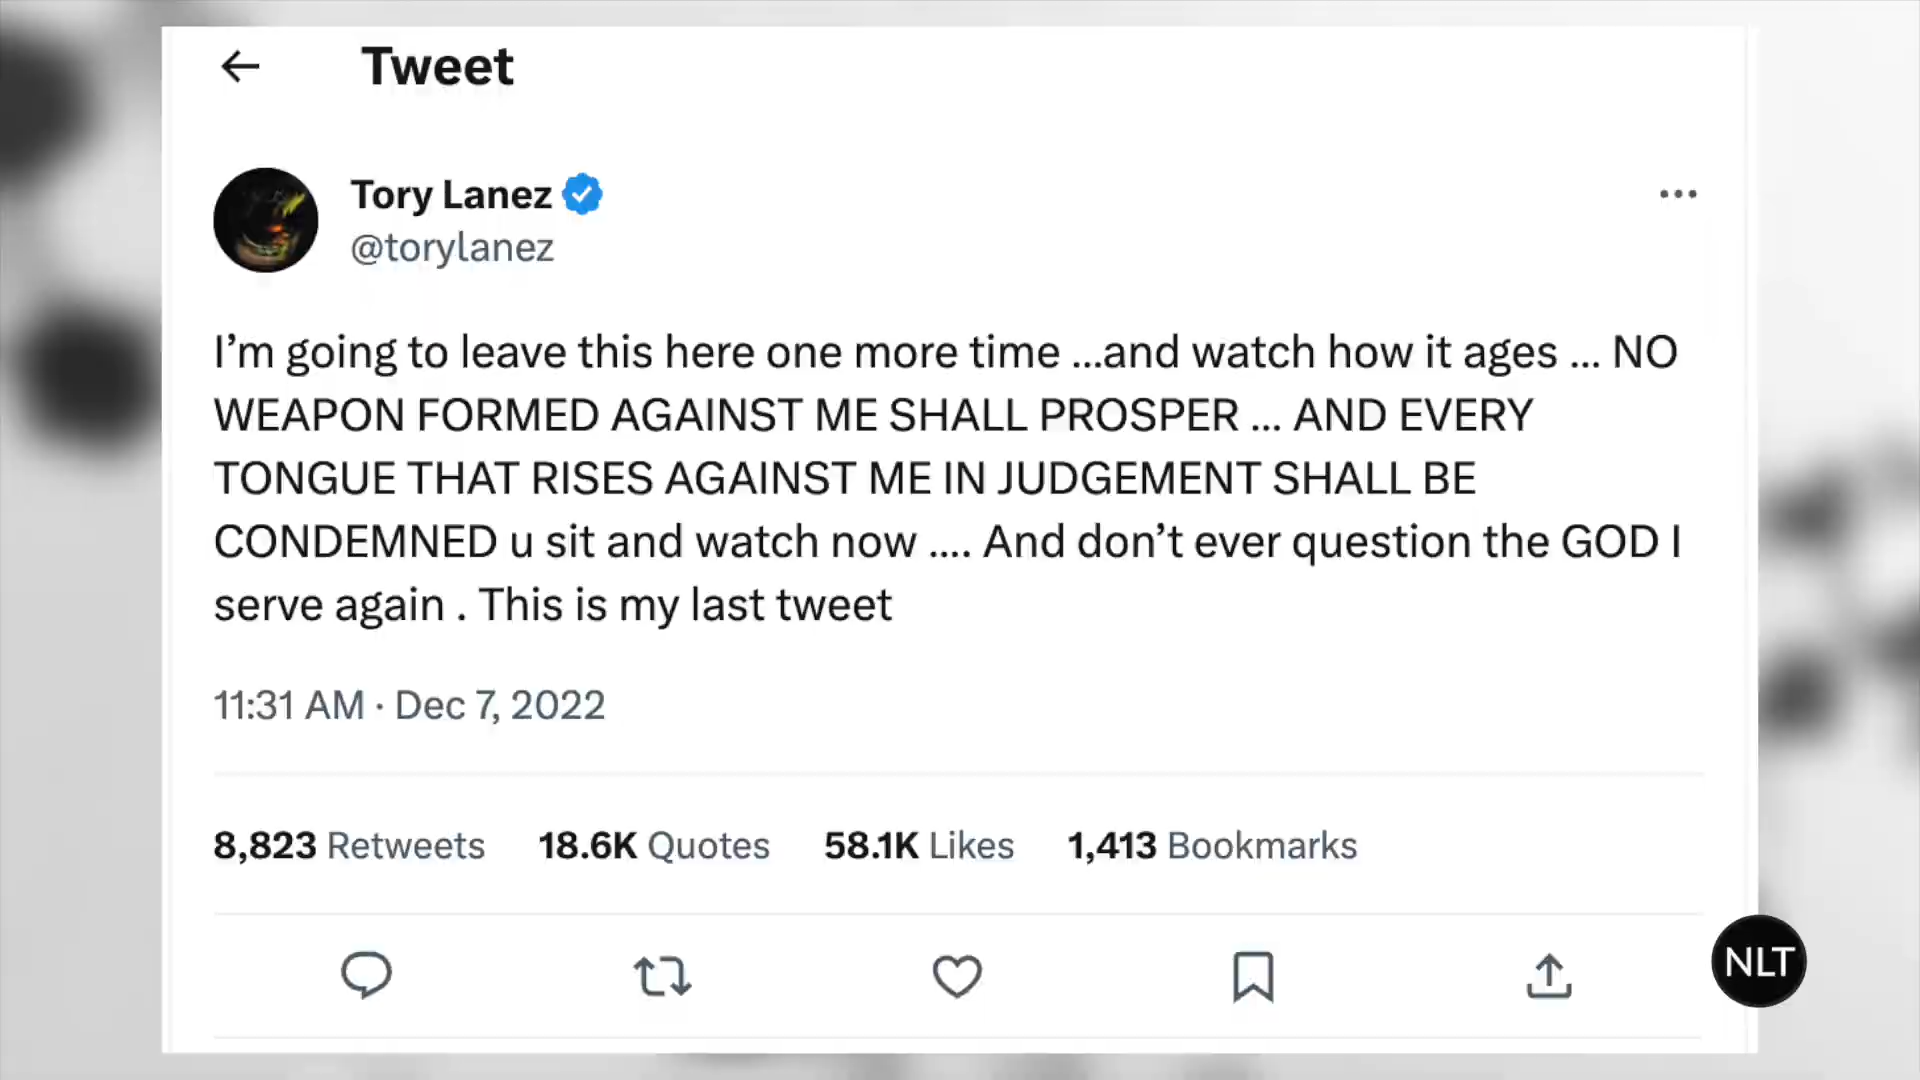 Tweet
Tory Lanez
@torylanez
I’m going to leave this here one more time ...and watch how it ages ... NO
WEAPON FORMED AGAINST ME SHALL PROSPER ... AND EVERY
TONGUE THAT RISES AGAINST ME IN JUDGEMENT SHALL BE
CONDEMNED u sit and watch now .... And don’t ever question the GOD I
serve again . This is my last tweet
11:31 AM · Dec 7, 2022
8,823 Retweets 18.6K Quotes 58.1K Likes 1,413 Bookmarks
NLT